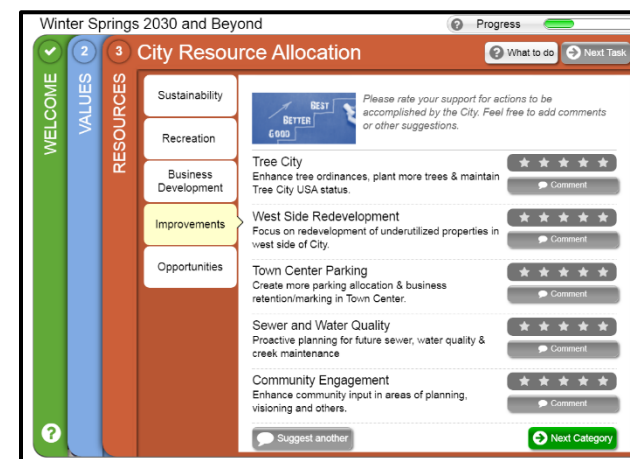 Winter Springs 2030 and Beyond
? Progress
WELCOME
2
VALUES
3
RESOURCES
City Resource Allocation
? What to do
Next Task
Sustainability
Recreation
Business
Development
Improvements
Opportunities
GOOD
BETTER
BEST
Please rate your support for actions to be
accomplished by the City. Feel free to add comments
or other suggestions.
Tree City
Enhance tree ordinances, plant more trees & maintain
Tree City USA status.
Comment
West Side Redevelopment
Focus on redevelopment of underutilized properties in
west side of City.
Comment
Town Center Parking
Create more parking allocation & business
retention/marking in Town Center.
Comment
Sewer and Water Quality
Proactive planning for future sewer, water quality &
creek maintenance
Comment
Community Engagement
Enhance community input in areas of planning,
visioning and others.
Comment
?
Suggest another
Next Category